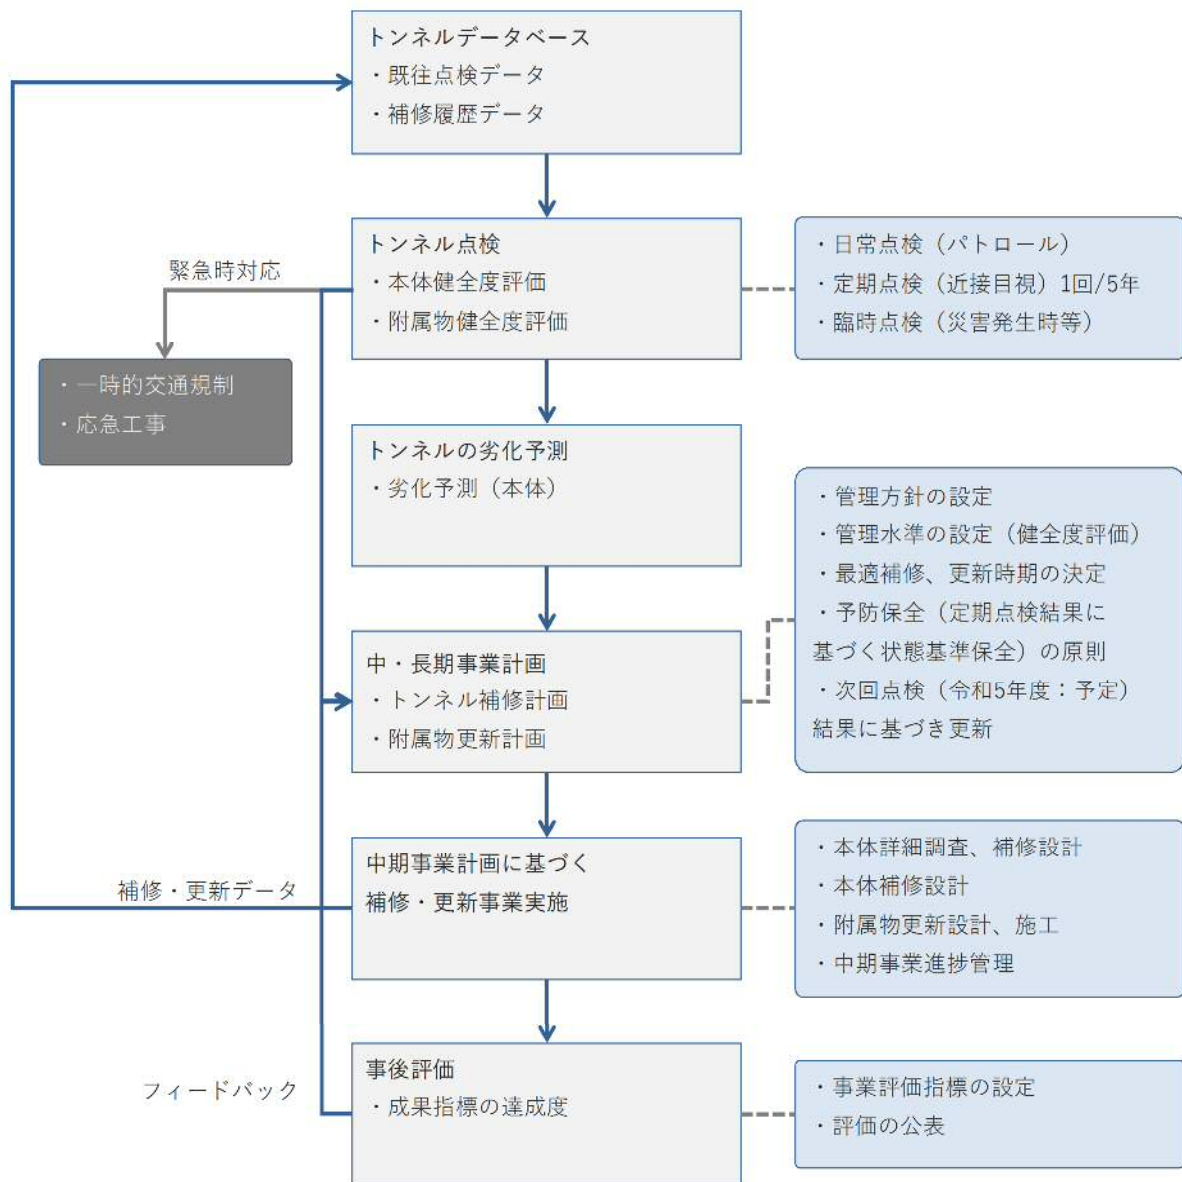 トンネルデータベース
・既往点検データ
・補修履歴データ
トンネル点検
・本体健全度評価
・附属物健全度評価
・日常点検（パトロール）
・定期点検（近接目視）1回/5年
・臨時点検（災害発生時等）
緊急時対応
・一時的交通規制
・応急工事
トンネルの劣化予測
・劣化予測（本体）
・管理方針の設定
・管理水準の設定（健全度評価）
・最適補修、更新時期の決定
・予防保全（定期点検結果に
基づく状態基準保全）の原則
・次回点検（令和5年度：予定）
結果に基づき更新
中・長期事業計画
・トンネル補修計画
・附属物更新計画
中期事業計画に基づく
補修・更新事業実施
・本体詳細調査、補修設計
・本体補修設計
・附属物更新設計、施工
・中期事業進捗管理
補修・更新データ
事後評価
・成果指標の達成度
・事業評価指標の設定
・評価の公表
フィードバック